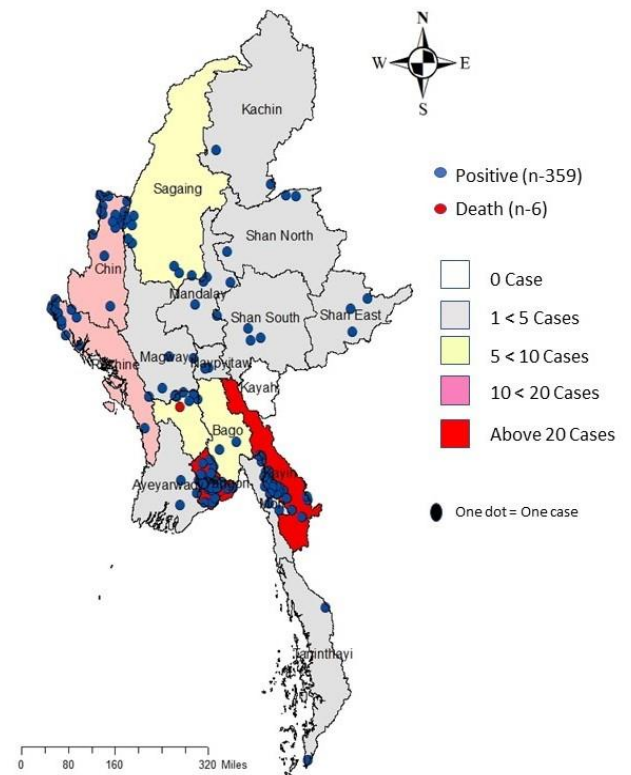 N
W E
S
Kachin
Positive (n-359)
Death (n-6)
Sagaing
Shan North
0 Case
Chin
Mandalay
Shan South
Shan East
1 < 5 Cases
5 < 10 Cases
Magway
Kayah
10 < 20 Cases
Bago
Above 20 Cases
Ayeyarwady
One dot = One case
Taninthayi
0 80 160 320 Miles